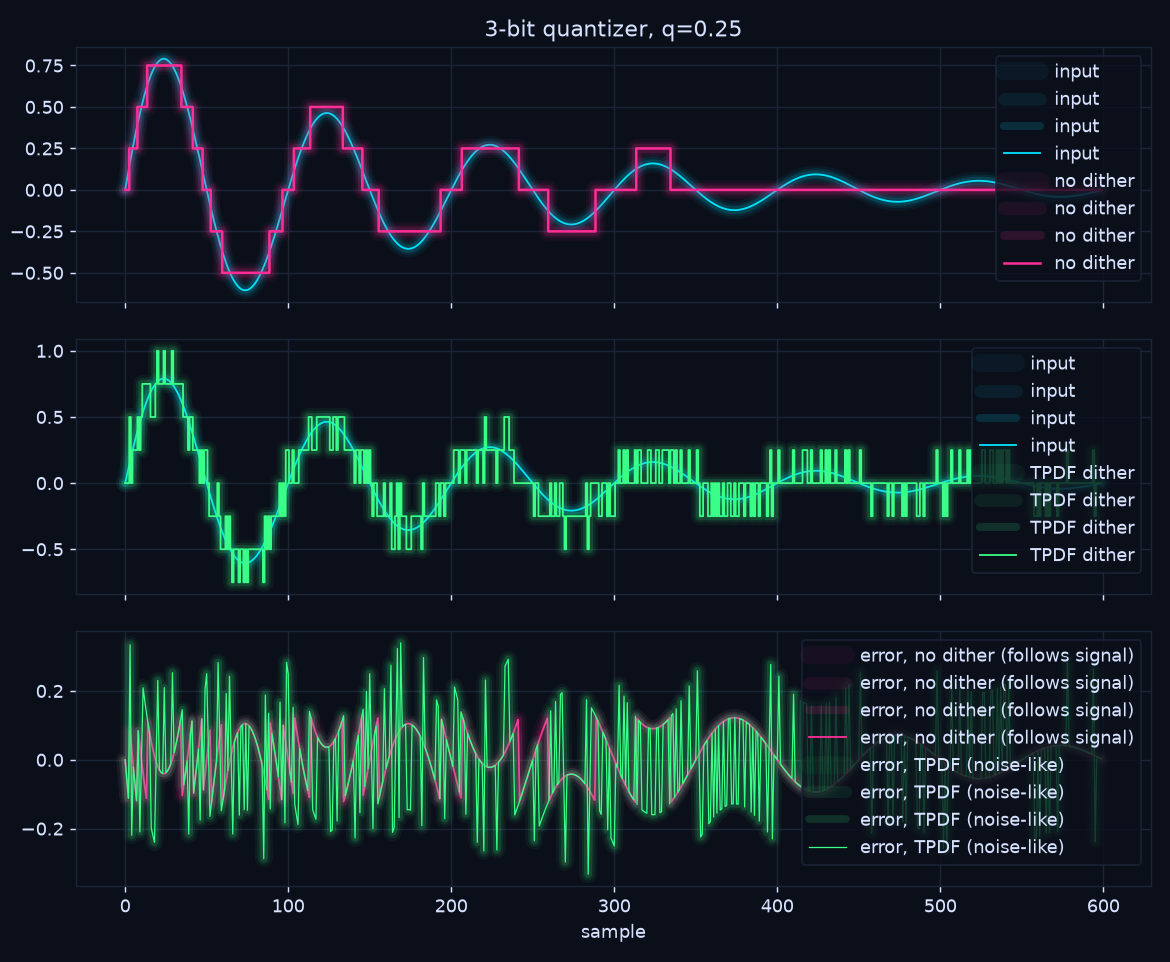 3-bit quantizer, q=0.25
0.75
0.50
0.25
0.00
−0.25
−0.50
input
input
input
input
no dither
no dither
no dither
no dither
1.0
0.5
0.0
−0.5
input
input
input
input
TPDF dither
TPDF dither
TPDF dither
TPDF dither
0.2
0.0
−0.2
error, no dither (follows signal)
error, no dither (follows signal)
error, no dither (follows signal)
error, no dither (follows signal)
error, TPDF (noise-like)
error, TPDF (noise-like)
error, TPDF (noise-like)
error, TPDF (noise-like)
0 100 200 300 400 500 600
sample